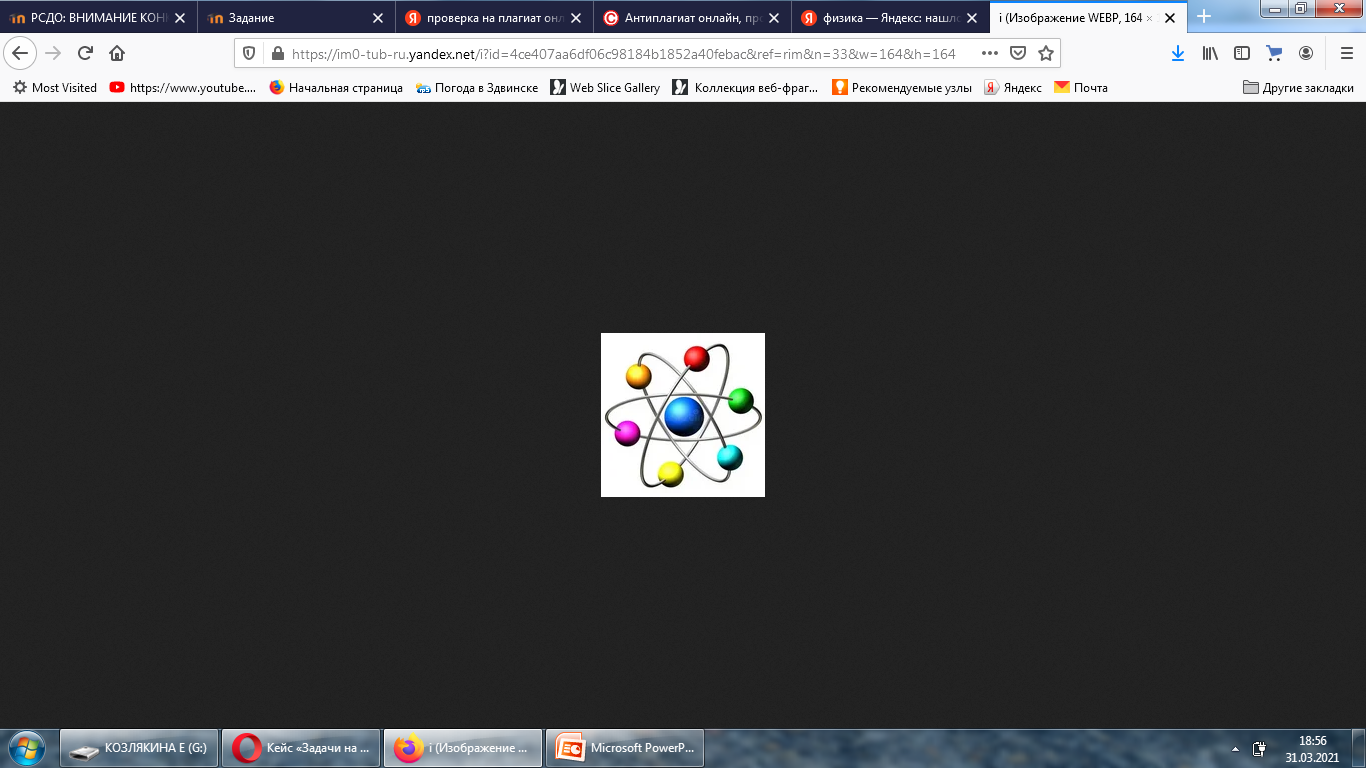 РСДО: ВНИМАНИЕ КОНК
Задание
проверка на плагиат онл
Антиплагиат онлайн, про
физика — Яндекс: нашло
i (Изображение WEBP, 164 ×
https://im0-tub-ru.yandex.net/i?id=4ce407aa6df06c98184b1852a40febac&ref=rim&n=33&w=164&h=164
Most Visited
https://www.youtube....
Начальная страница
Погода в Здвинске
Web Slice Gallery
Коллекция веб-фраг...
Рекомендуемые узлы
Яндекс
Почта
Другие закладки
КОЗЛЯКИНА Е (G:)
Кейс «Задачи на ...
i (Изображение ...
Microsoft PowerP...
18:56
31.03.2021